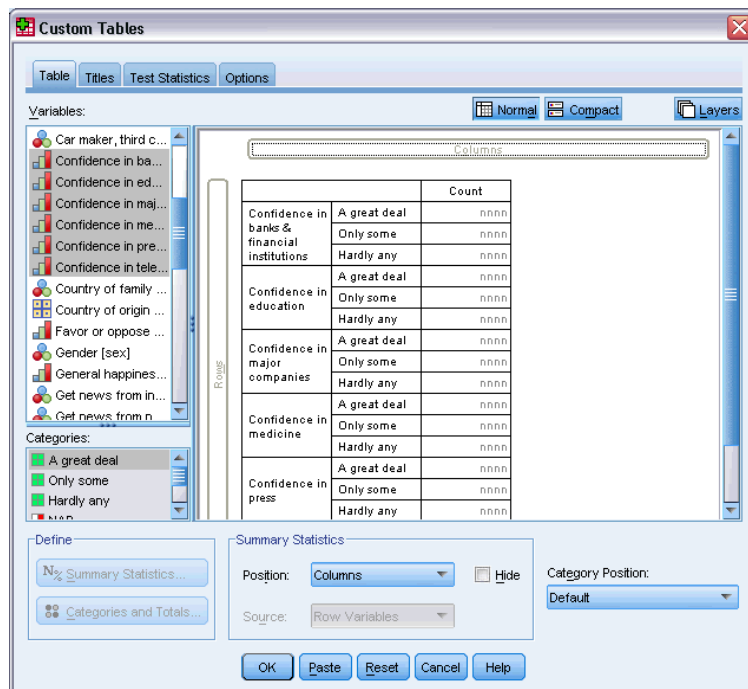 Custom Tables
Table Titles Test Statistics Options
Variables:
Normal Compact Layers
Car maker, third c...
Confidence in ba...
Confidence in ed...
Confidence in maj...
Confidence in me...
Confidence in pre...
Confidence in tele...
Country of family ...
Country of origin ...
Favor or oppose ...
Gender [sex]
General happines...
Get news from in...
Get news from n...
Categories:
A great deal
Only some
Hardly any
NAP
Columns
Rows
Count
Confidence in banks & financial institutions
A great deal nnnn
Only some nnnn
Hardly any nnnn
Confidence in education
A great deal nnnn
Only some nnnn
Hardly any nnnn
Confidence in major companies
A great deal nnnn
Only some nnnn
Hardly any nnnn
Confidence in medicine
A great deal nnnn
Only some nnnn
Hardly any nnnn
Confidence in press
A great deal nnnn
Only some nnnn
Hardly any nnnn
Define
N% Summary Statistics...
Categories and Totals...
Summary Statistics
Position: Columns Hide
Source: Row Variables
Category Position:
Default
OK Paste Reset Cancel Help